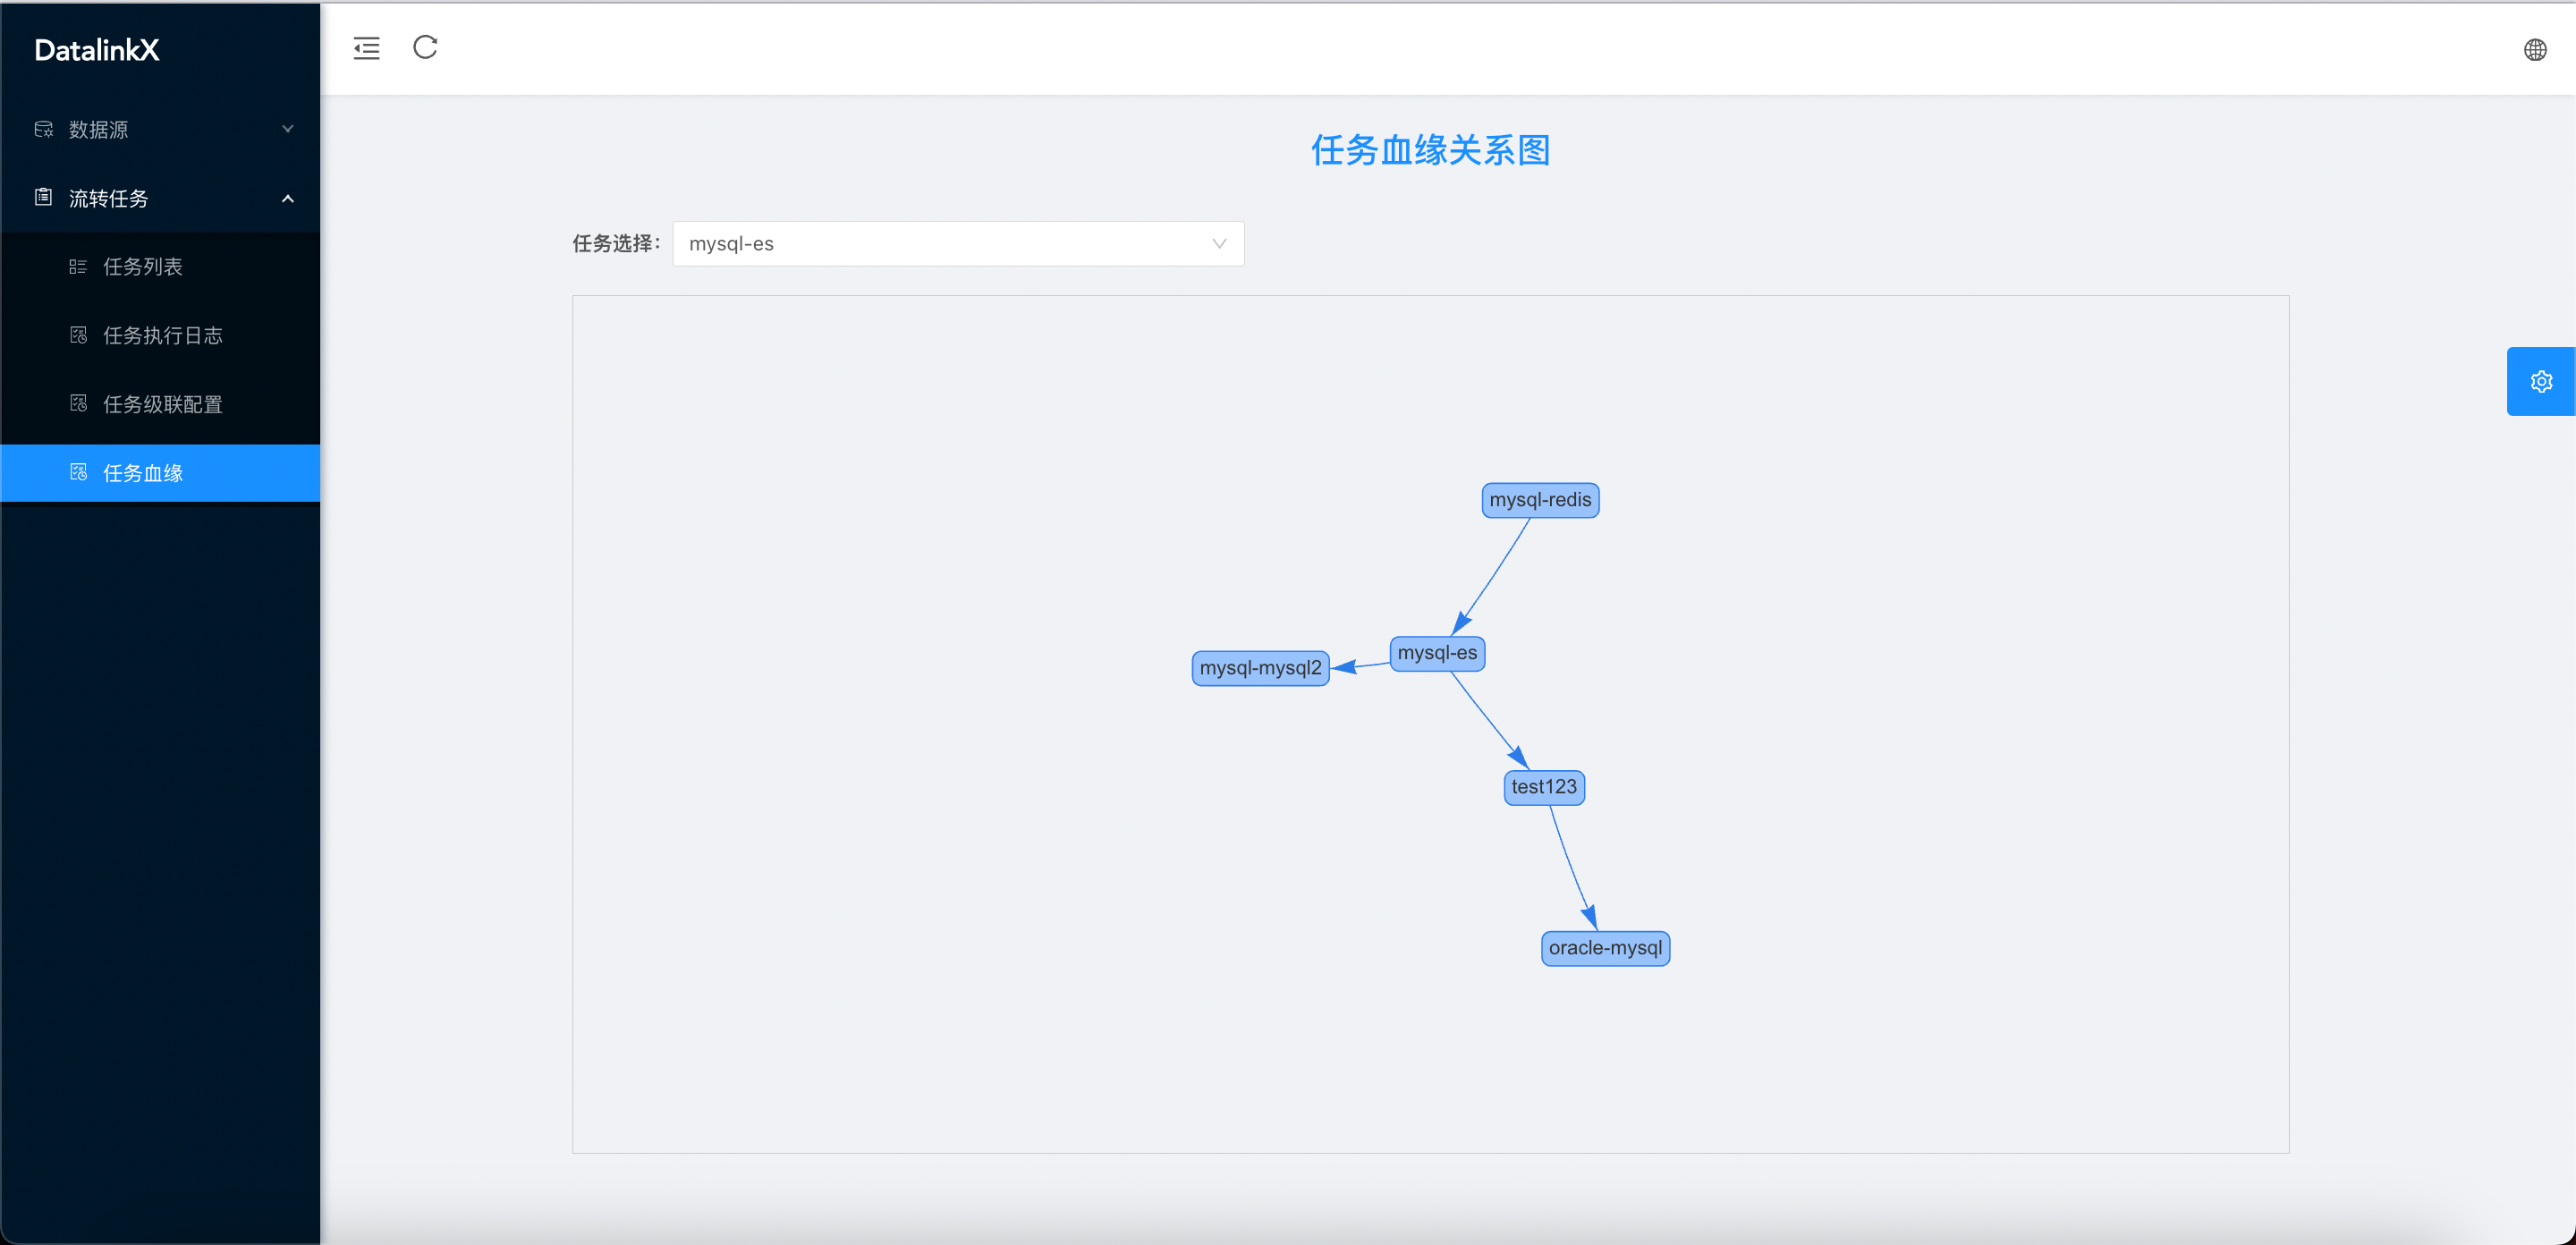 DatalinkX
数据源
流转任务
任务列表
任务执行日志
任务级联配置
任务血缘
任务血缘关系图
任务选择：
mysql-es
mysql-redis
mysql-es
mysql-mysql2
test123
oracle-mysql